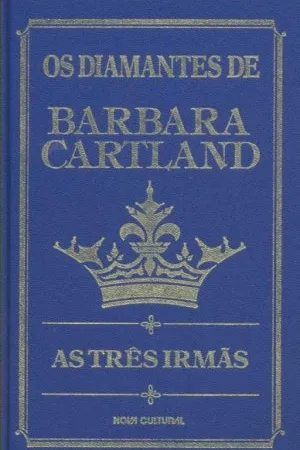 OS DIAMANTES DE
BARBARA
CARTLAND
AS TRÊS IRMÃS
NOVA CULTURAL